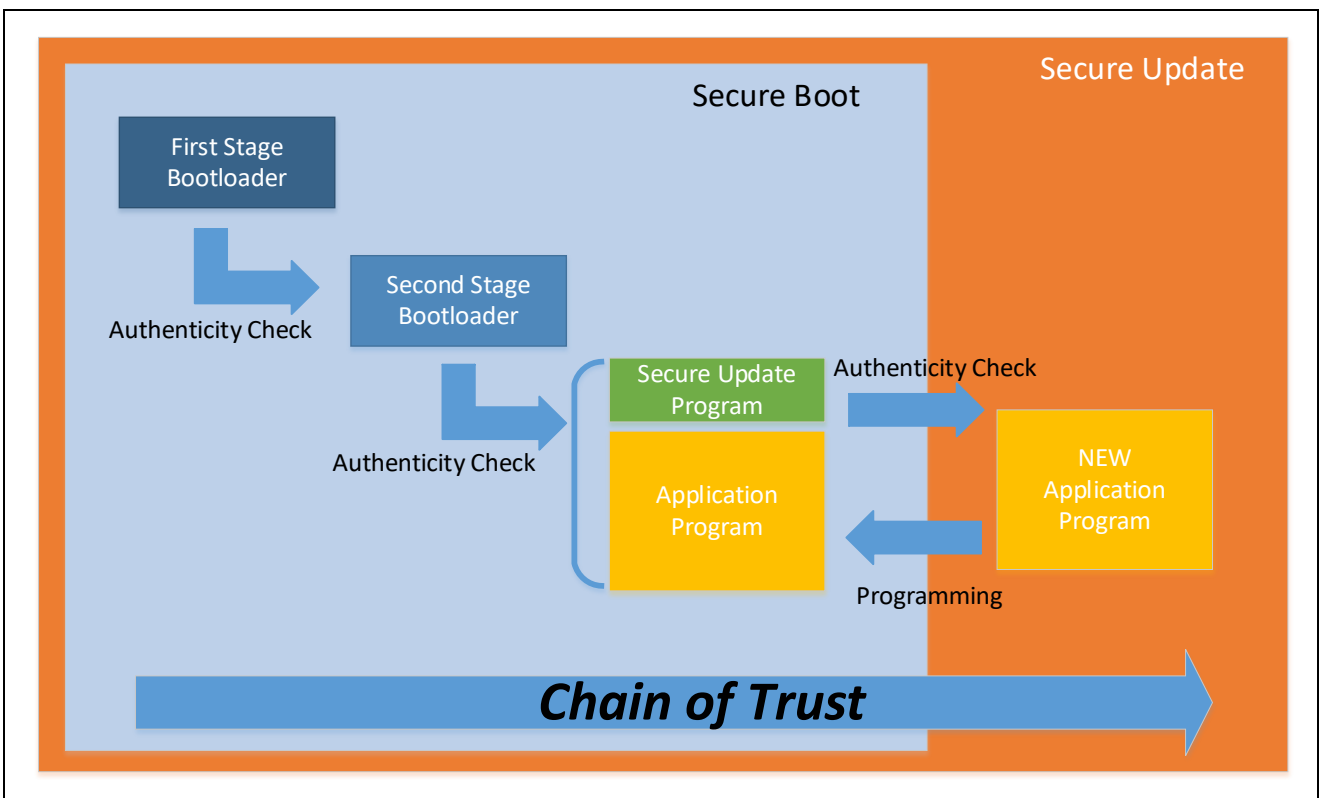 Secure Update
Secure Boot
First Stage
Bootloader
Authenticity Check
Second Stage
Bootloader
Authenticity Check
Secure Update
Program
Application
Program
Authenticity Check
NEW
Application
Program
Programming
Chain of Trust